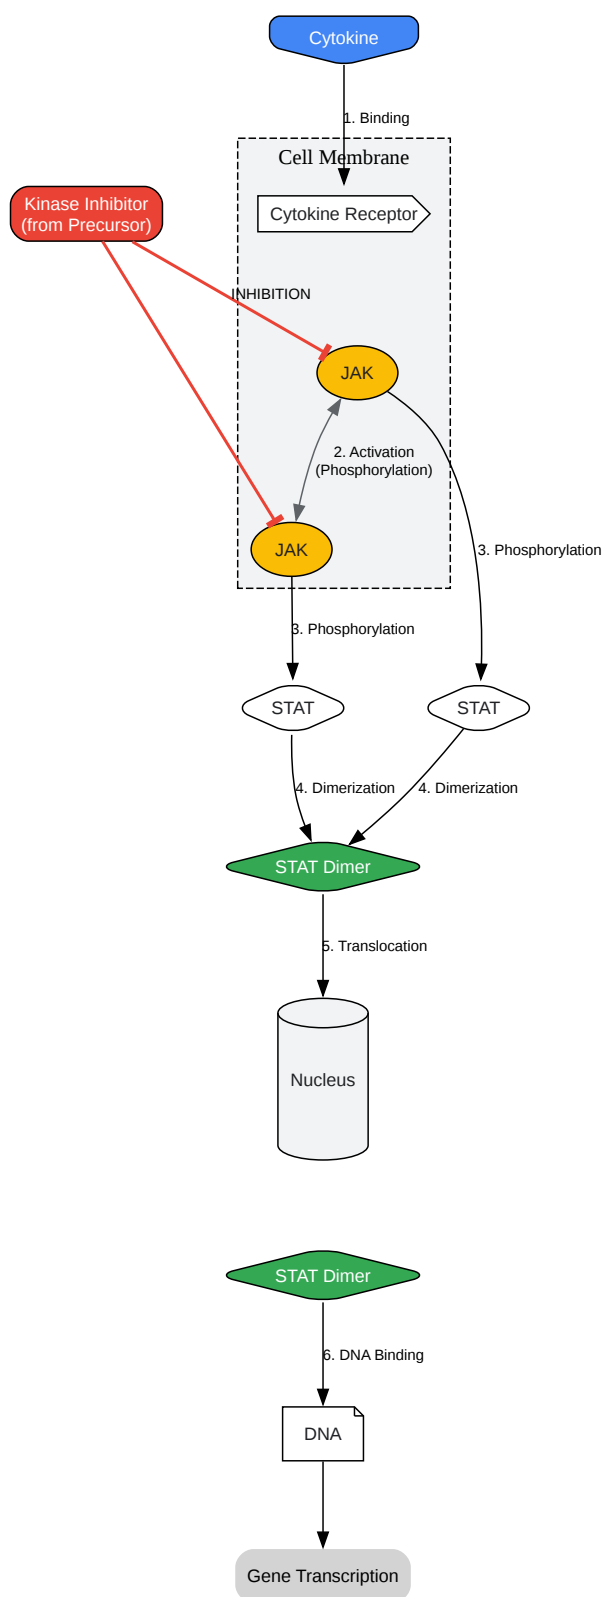 Cytokine
1. Binding
Cell Membrane
Kinase Inhibitor
(from Precursor)
Cytokine Receptor
INHIBITION
JAK
2. Activation
(Phosphorylation)
JAK
3. Phosphorylation
3. Phosphorylation
STAT
STAT
4. Dimerization
4. Dimerization
STAT Dimer
5. Translocation
Nucleus
STAT Dimer
6. DNA Binding
DNA
Gene Transcription